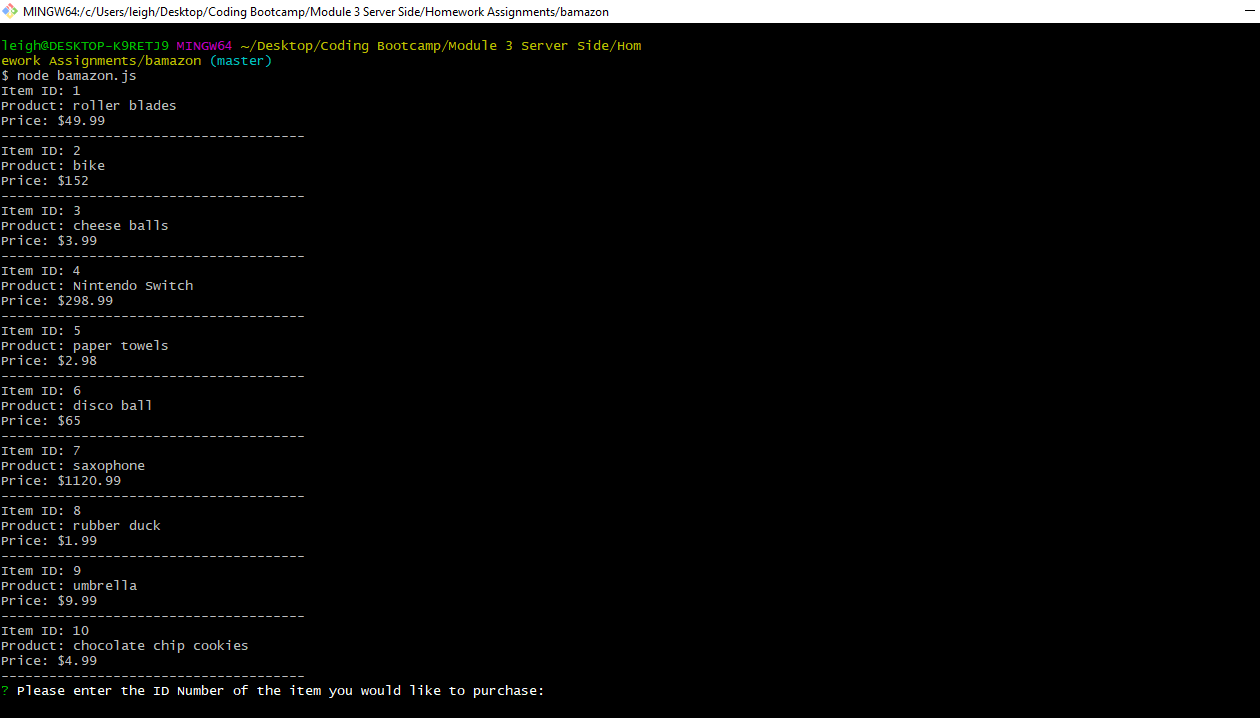 MINGW64:/c/Users/leigh/Desktop/Coding Bootcamp/Module 3 Server Side/Homework Assignments/bamazon
leigh@DESKTOP-K9RETJ9 MINGW64 ~/Desktop/Coding Bootcamp/Module 3 Server Side/Hom
ework Assignments/bamazon (master)
$ node bamazon.js
Item ID: 1
Product: roller blades
Price: $49.99
--------------------------------------
Item ID: 2
Product: bike
Price: $152
--------------------------------------
Item ID: 3
Product: cheese balls
Price: $3.99
--------------------------------------
Item ID: 4
Product: Nintendo Switch
Price: $298.99
--------------------------------------
Item ID: 5
Product: paper towels
Price: $2.98
--------------------------------------
Item ID: 6
Product: disco ball
Price: $65
--------------------------------------
Item ID: 7
Product: saxophone
Price: $1120.99
--------------------------------------
Item ID: 8
Product: rubber duck
Price: $1.99
--------------------------------------
Item ID: 9
Product: umbrella
Price: $9.99
--------------------------------------
Item ID: 10
Product: chocolate chip cookies
Price: $4.99
--------------------------------------
? Please enter the ID Number of the item you would like to purchase: